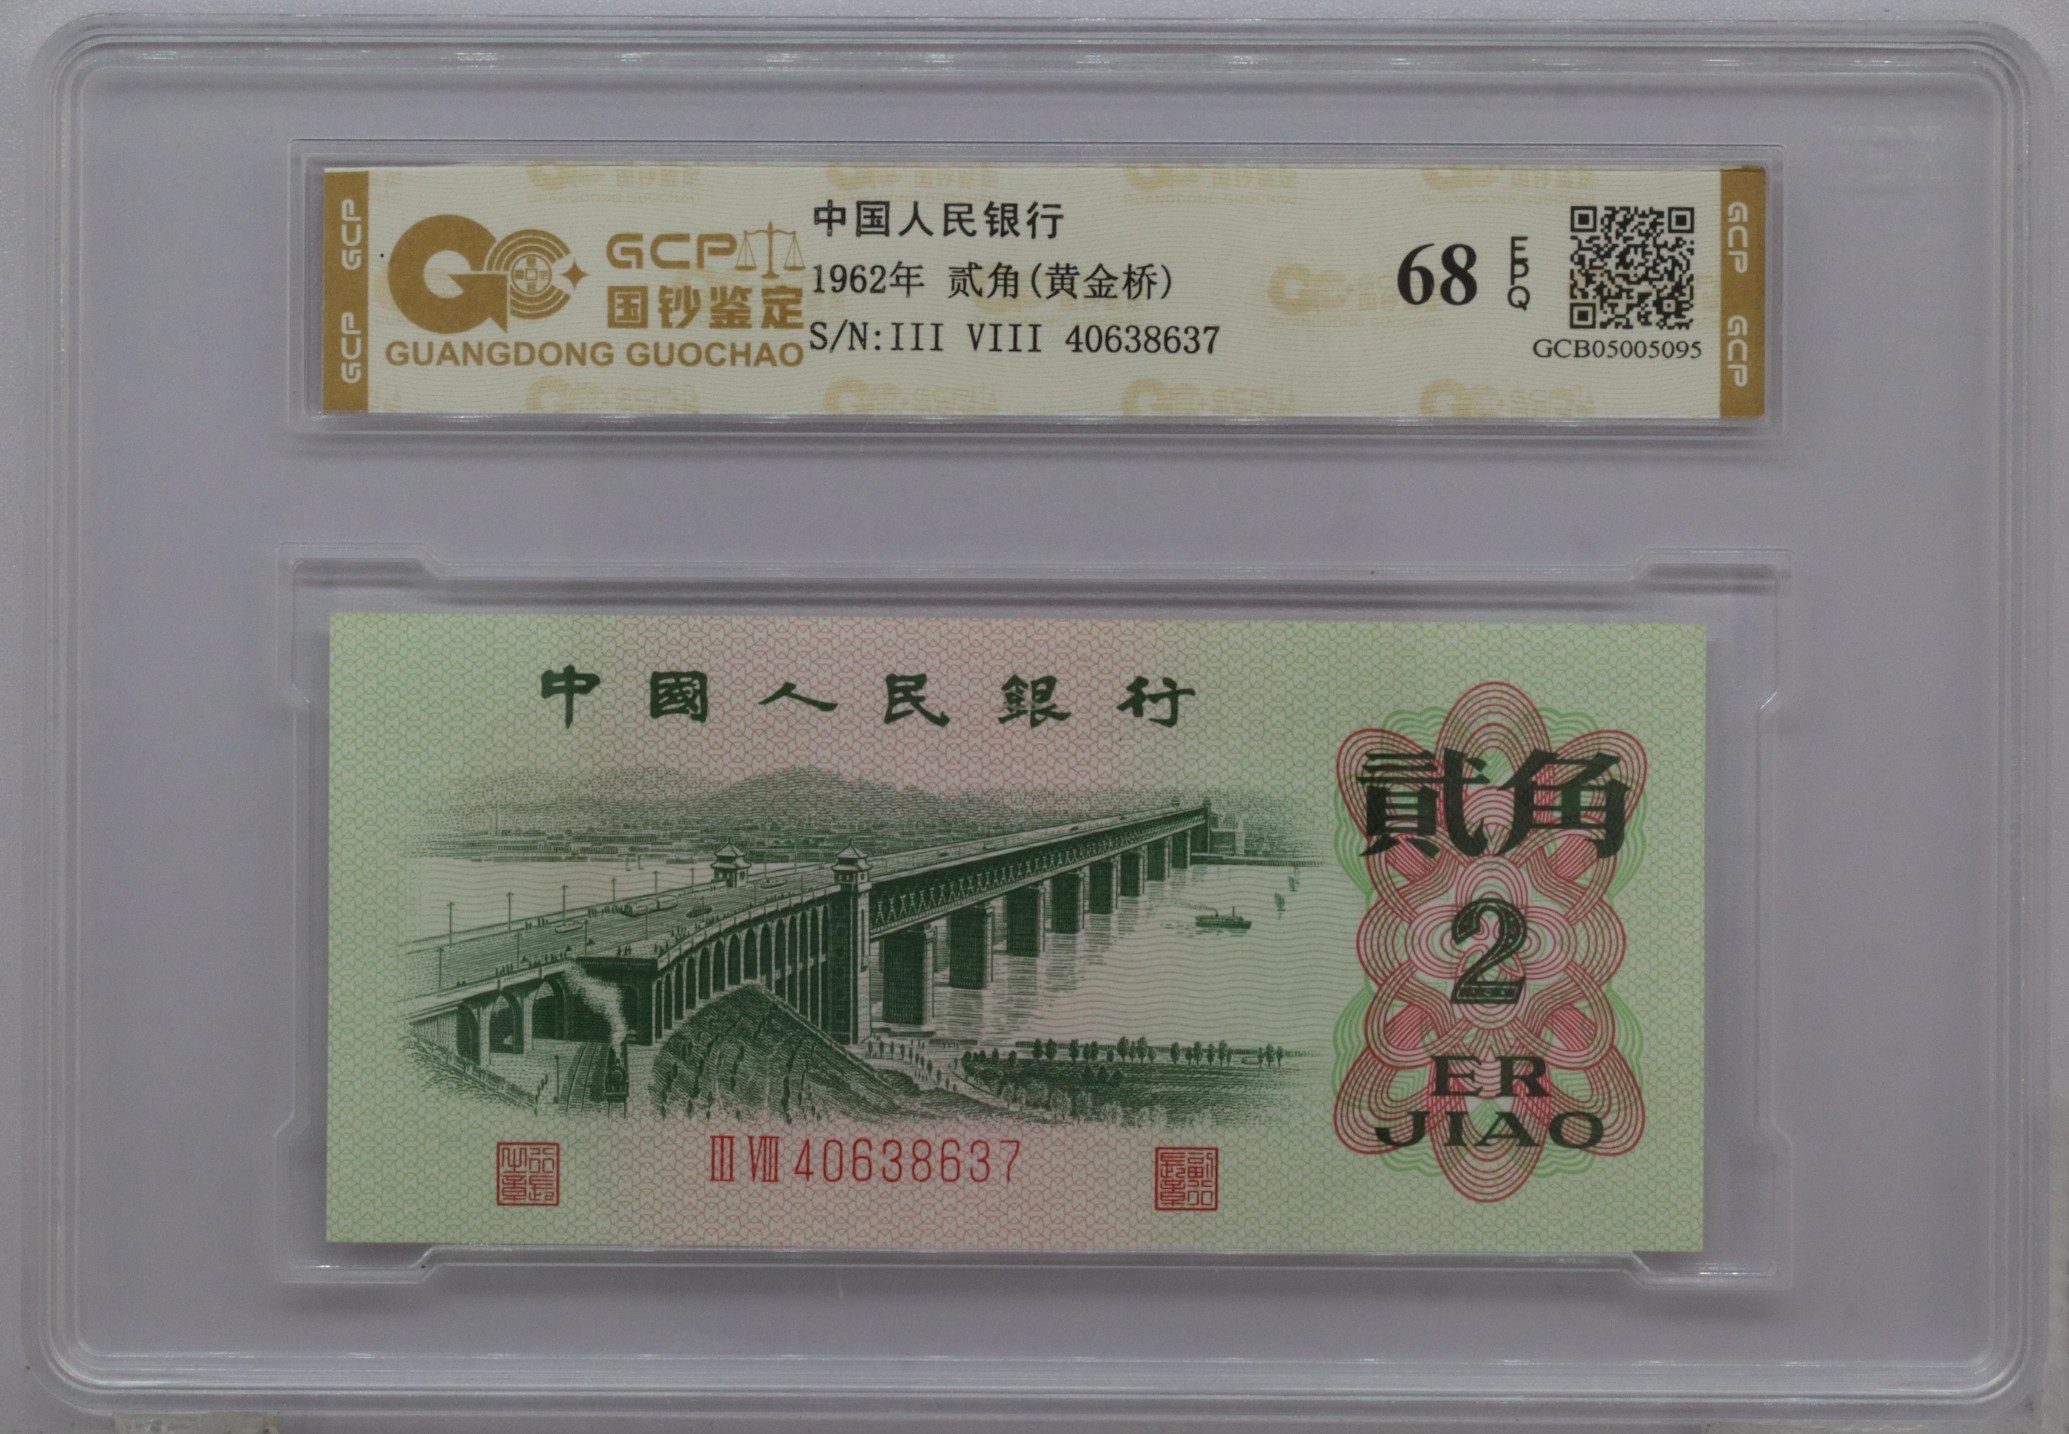 GCP
GCP
GCP
国钞鉴定
GUANGDONG GUOCHAO
中国人民银行
1962年 贰角(黄金桥)
S/N:III VIII 40638637
68
EPQ
GCB05005095
GCP
GCP
中國人民銀行
貳角
2
ER
JIAO
III VIII 40638637